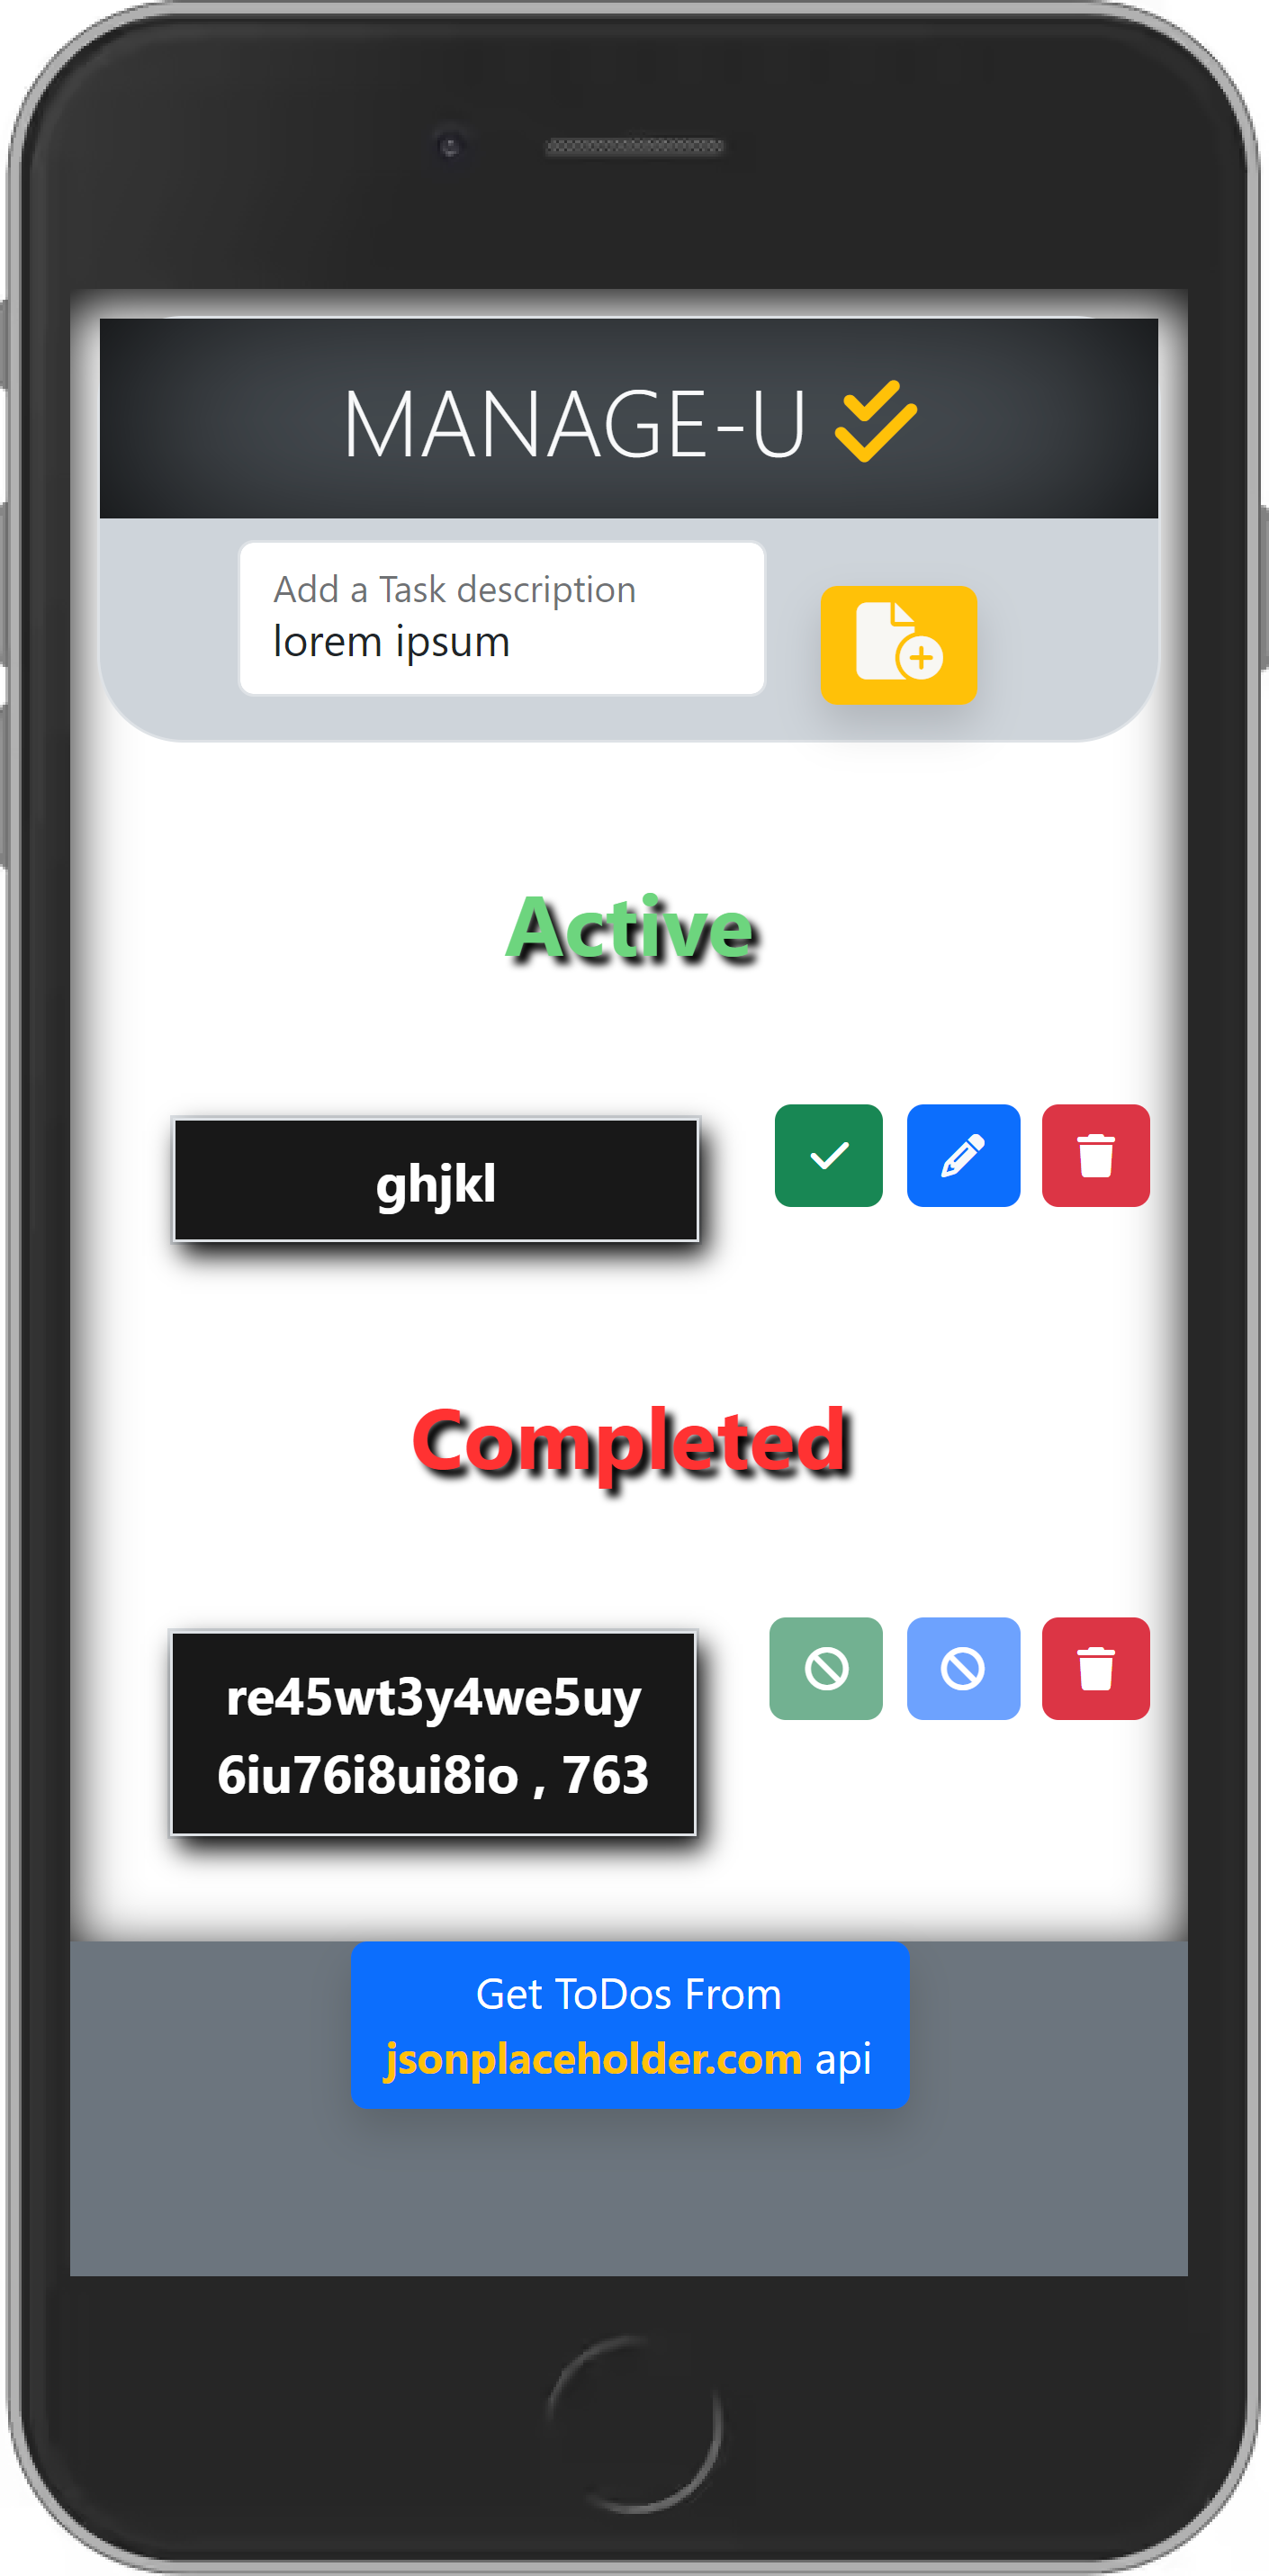 MANAGE-U
Add a Task description
lorem ipsum
Active
ghjkl
Completed
re45wt3y4we5uy
6iu76i8ui8io , 763
Get ToDos From
jsonplaceholder.com api